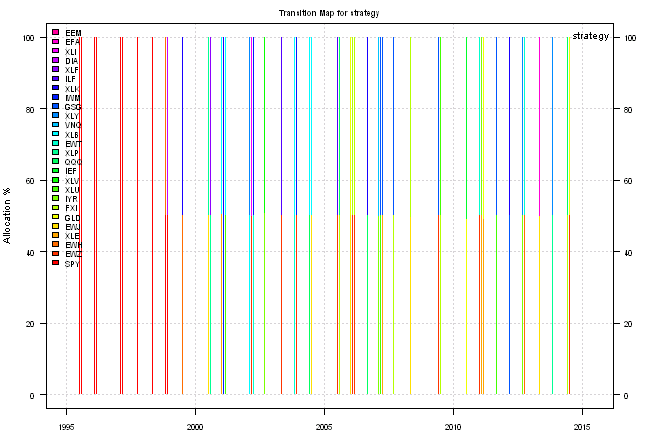 Transition Map for strategy
strategy
Allocation %
100
80
60
40
20
0
EEM
EFA
XLI
DIA
XLF
ILF
XLK
IWM
GSG
XLY
VNQ
XLB
EWT
XLP
QQQ
IEF
XLV
XLU
IYR
FXI
GLD
EWJ
XLE
EWH
EWZ
SPY
100
80
60
40
20
0
1995
2000
2005
2010
2015